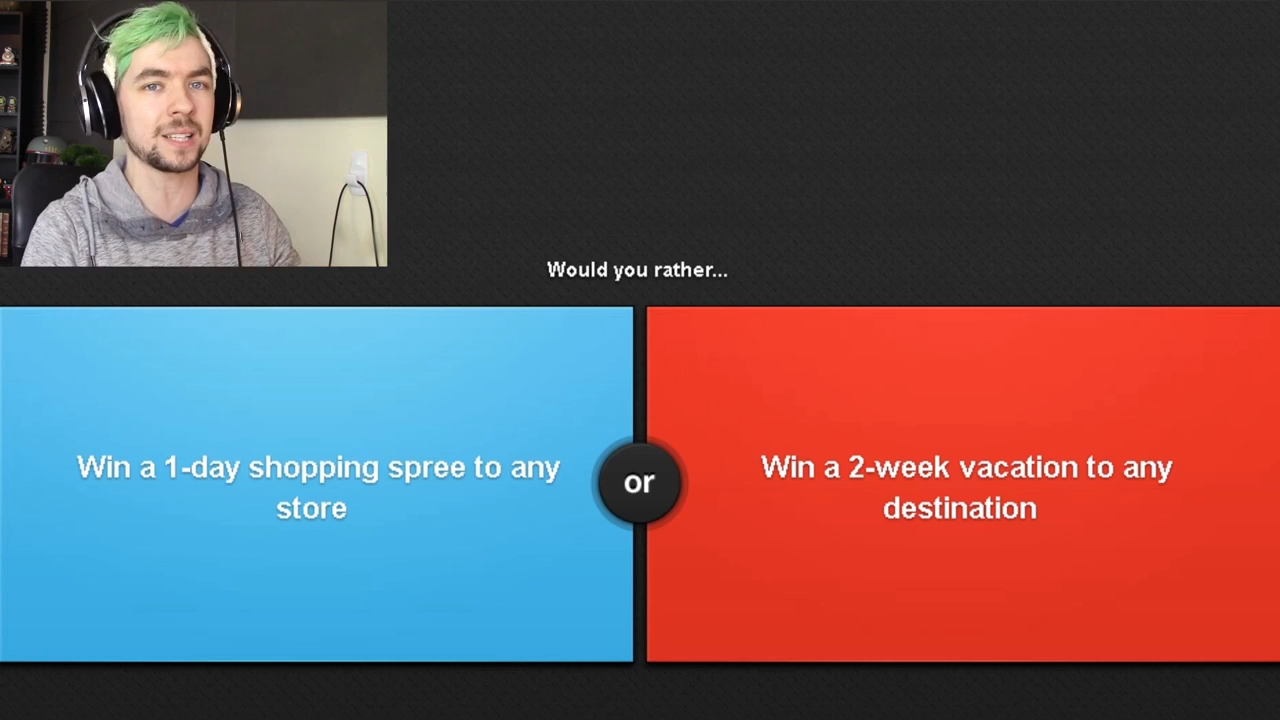 Would you rather...
Win a 1-day shopping spree to any
store
or
Win a 2-week vacation to any
destination